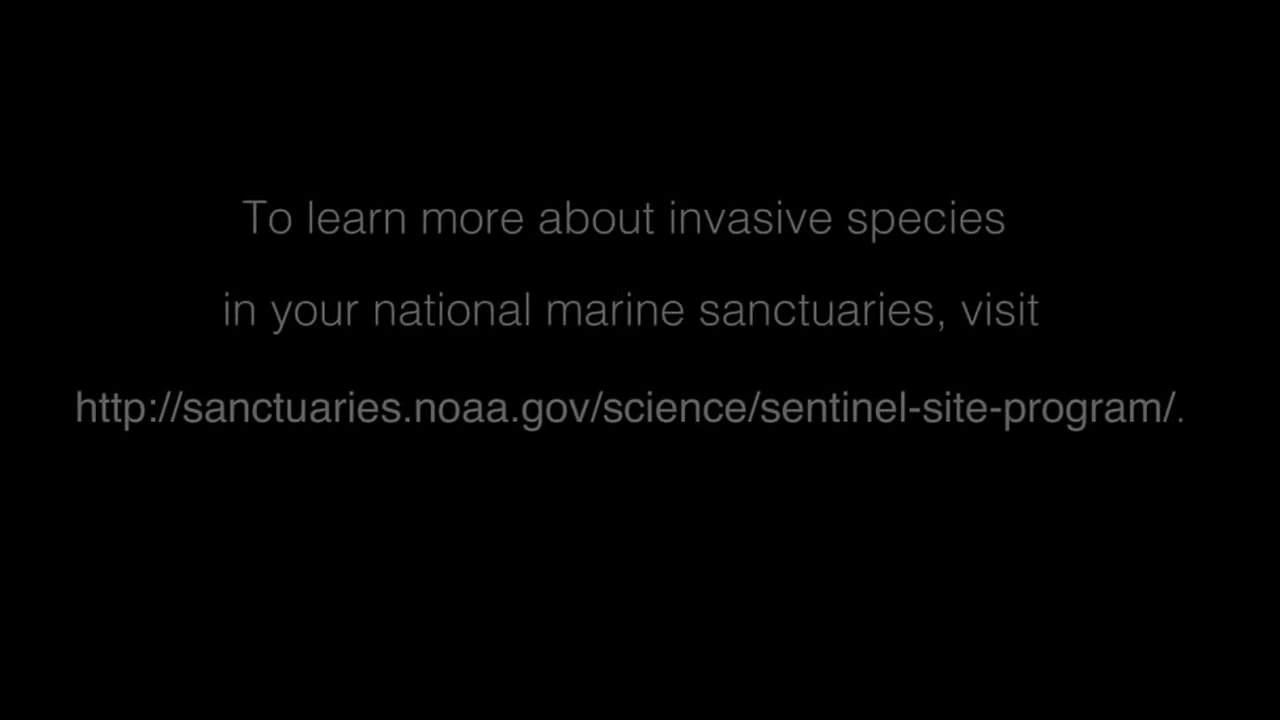 To learn more about invasive species
in your national marine sanctuaries, visit
http://sanctuaries.noaa.gov/science/sentinel-site-program/.